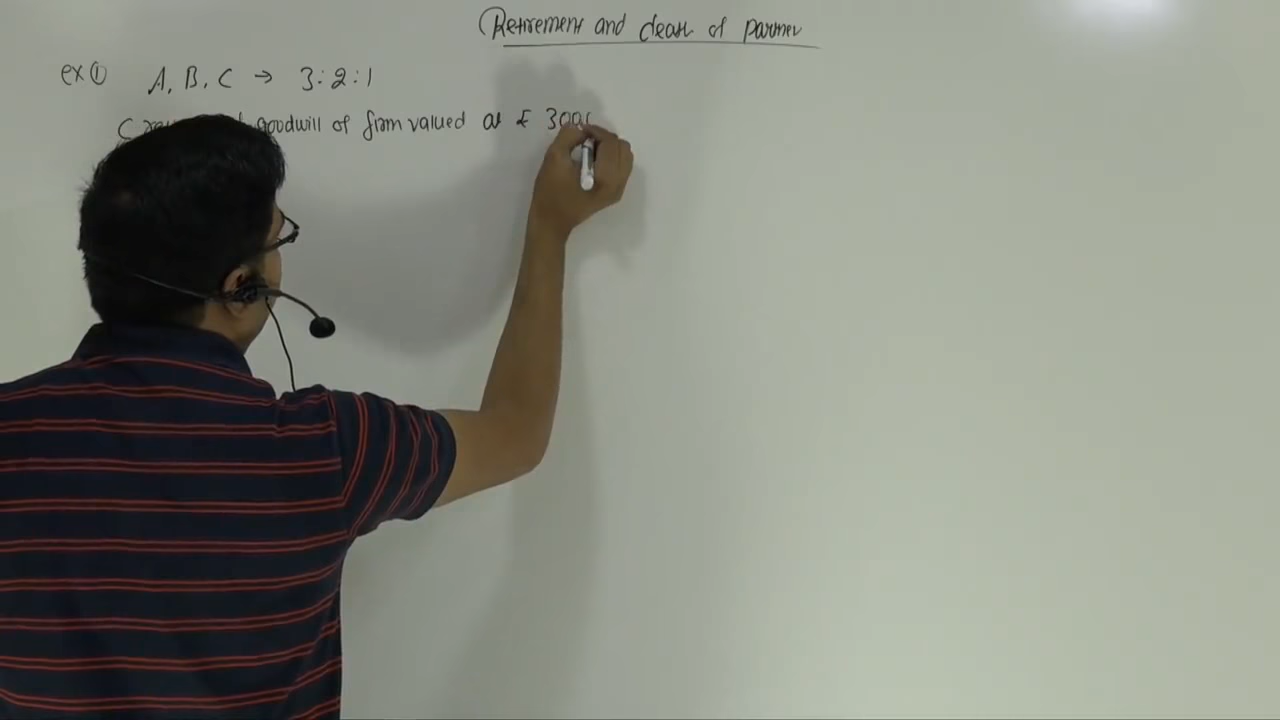 Retirement and death of partner
ex ① A, B, C → 3:2:1
C goodwill of firm valued at ₹ 300